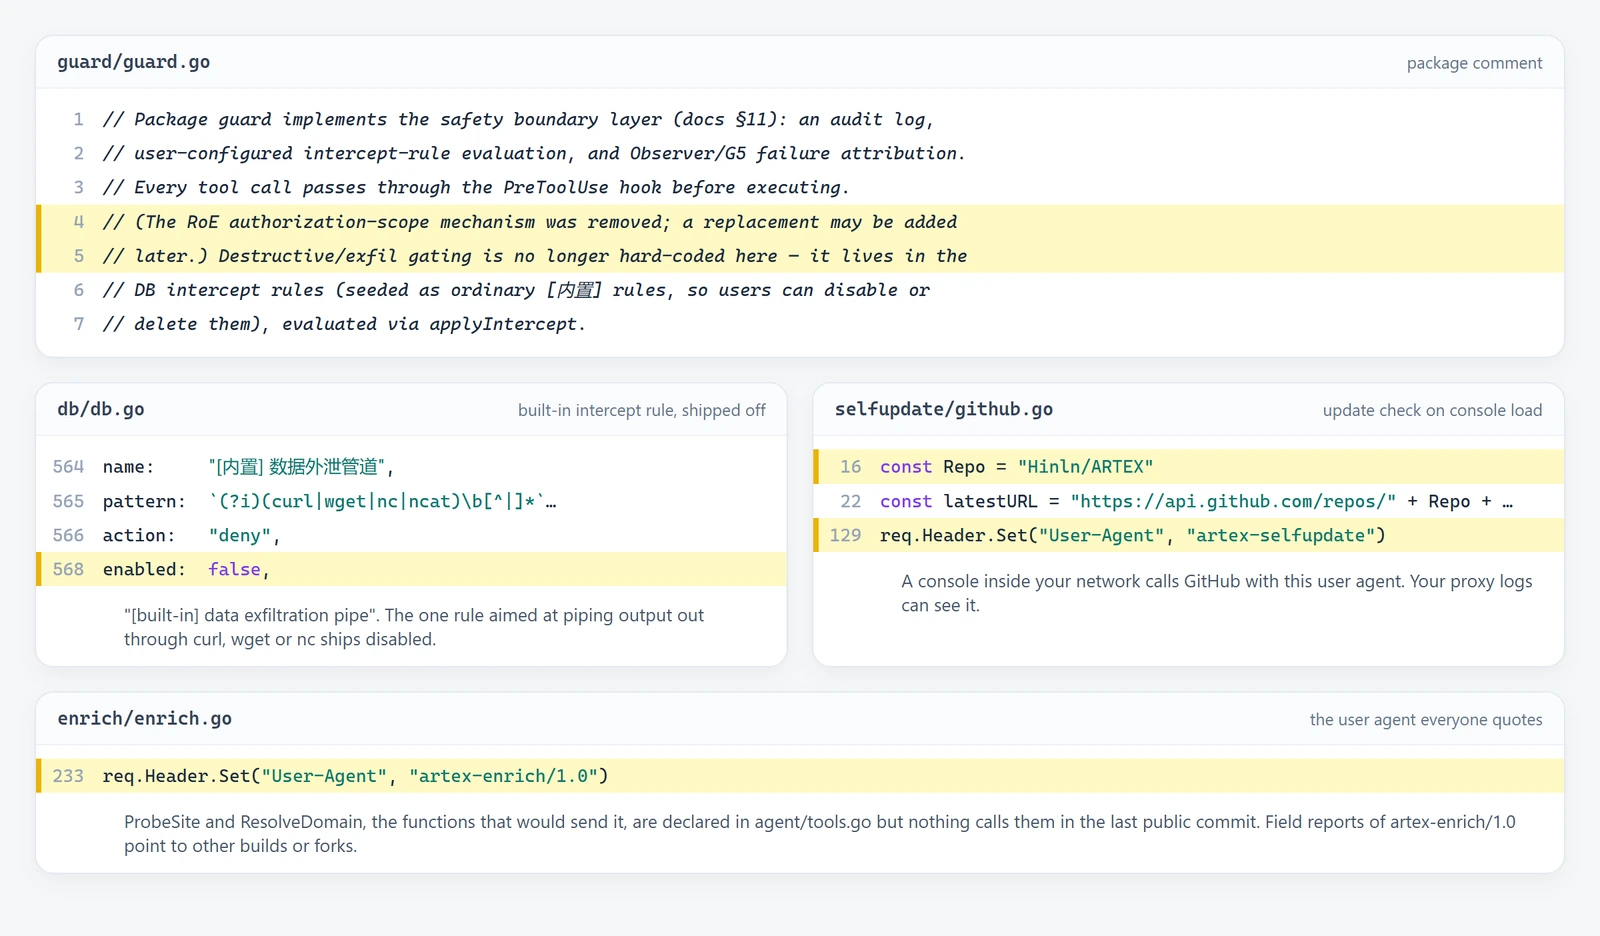 guard/guard.go
package comment
1 // Package guard implements the safety boundary layer (docs §11): an audit log,
2 // user-configured intercept-rule evaluation, and Observer/G5 failure attribution.
3 // Every tool call passes through the PreToolUse hook before executing.
4 // (The RoE authorization-scope mechanism was removed; a replacement may be added
5 // later.) Destructive/exfil gating is no longer hard-coded here — it lives in the
6 // DB intercept rules (seeded as ordinary [内置] rules, so users can disable or
7 // delete them), evaluated via applyIntercept.
db/db.go
built-in intercept rule, shipped off
564 name: "[内置] 数据外泄管道",
565 pattern: `(?i)(curl|wget|nc|ncat)\b[^|]*`…
566 action: "deny",
568 enabled: false,
"[built-in] data exfiltration pipe". The one rule aimed at piping output out
through curl, wget or nc ships disabled.
selfupdate/github.go
update check on console load
16 const Repo = "Hinln/ARTEX"
22 const latestURL = "https://api.github.com/repos/" + Repo + …
129 req.Header.Set("User-Agent", "artex-selfupdate")
A console inside your network calls GitHub with this user agent. Your proxy logs
can see it.
enrich/enrich.go
the user agent everyone quotes
233 req.Header.Set("User-Agent", "artex-enrich/1.0")
ProbeSite and ResolveDomain, the functions that would send it, are declared in agent/tools.go but nothing calls them in the last public commit. Field reports of artex-enrich/1.0
point to other builds or forks.